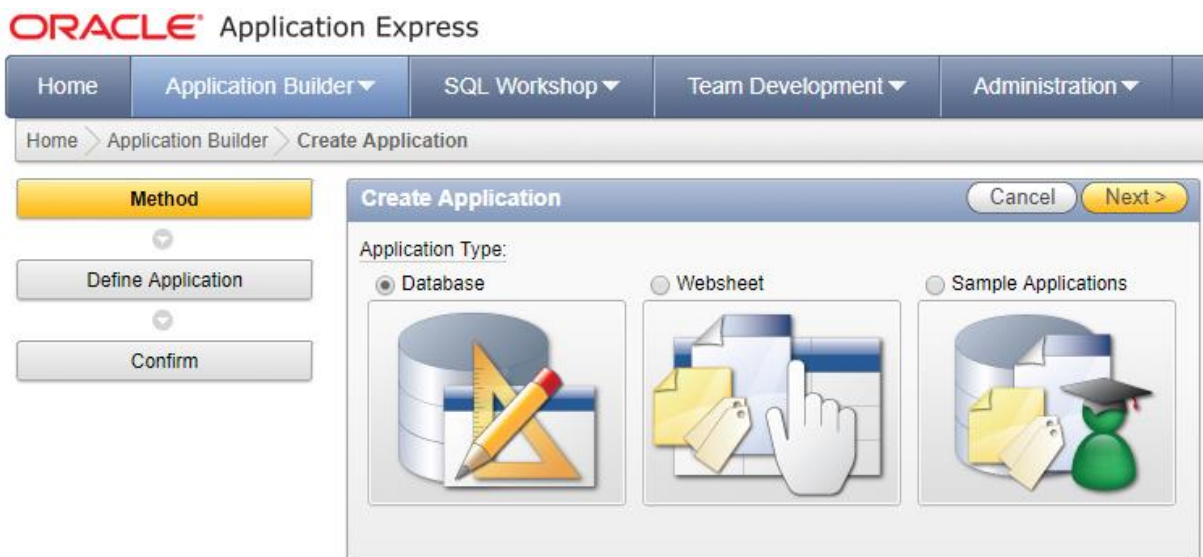 ORACLE Application Express
Home Application Builder SQL Workshop Team Development Administration
Home Application Builder Create Application
Method
Define Application
Confirm
Create Application Cancel Next >
Application Type:
Database Websheet Sample Applications